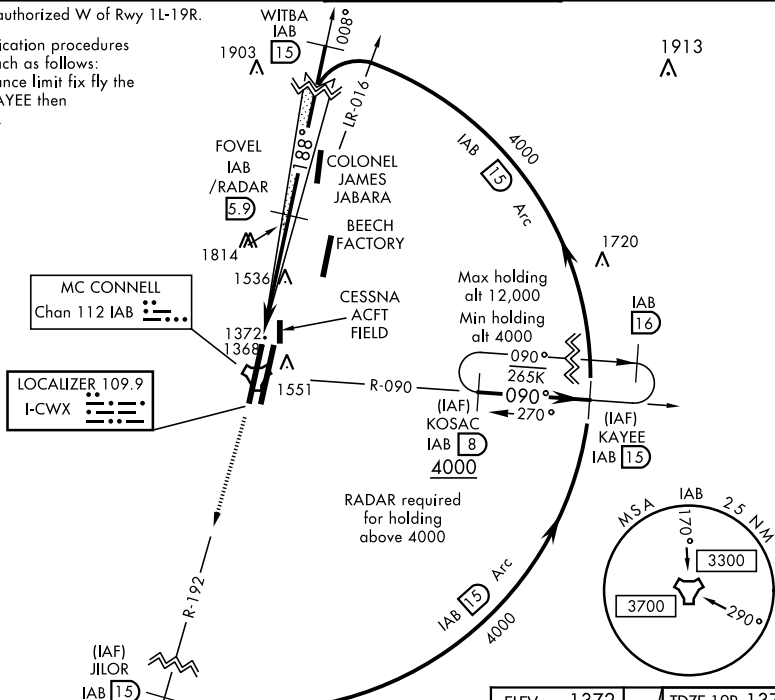 authorized W of Rwy 1L-19R.
ication procedures
ach as follows:
ance limit fix fly the
AYEE then
WITBA
IAB
15
008°
1903
1913
LR-016
188°
4000
IAB 15 Arc
FOVEL
IAB
/RADAR
5.9
COLONEL
JAMES
JABARA
1814
BEECH
FACTORY
1720
1536
MC CONNELL
Chan 112 IAB
CESSNA
ACFT
FIELD
Max holding
alt 12,000
Min holding
alt 4000
IAB
16
1372
1368
1551
LOCALIZER 109.9
I-CWX
R-090
090°
265K
090°
270°
(IAF)
KOSAC
IAB 8
4000
(IAF)
KAYEE
IAB 15
RADAR required
for holding
above 4000
MSA IAB 25 NM
170°
3300
3700
290°
R-192
IAB 15 Arc
4000
(IAF)
JILOR
IAB 15
ELEV 1372
TDZE 19R 137